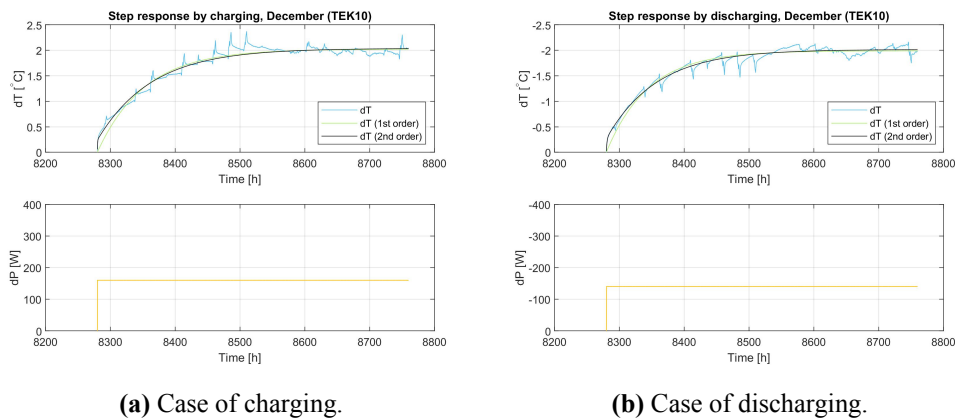 Step response by charging, December (TEK10)
2.5
2
1.5
1
0.5
0
dT [°C]
dT
dT (1st order)
dT (2nd order)
8200 8300 8400 8500 8600 8700 8800
Time [h]
400
300
200
100
0
dP [W]
8200 8300 8400 8500 8600 8700 8800
Time [h]
(a) Case of charging.
Step response by discharging, December (TEK10)
-2.5
-2
-1.5
-1
-0.5
0
dT [°C]
dT
dT (1st order)
dT (2nd order)
8200 8300 8400 8500 8600 8700 8800
Time [h]
-400
-300
-200
-100
0
dP [W]
8200 8300 8400 8500 8600 8700 8800
Time [h]
(b) Case of discharging.